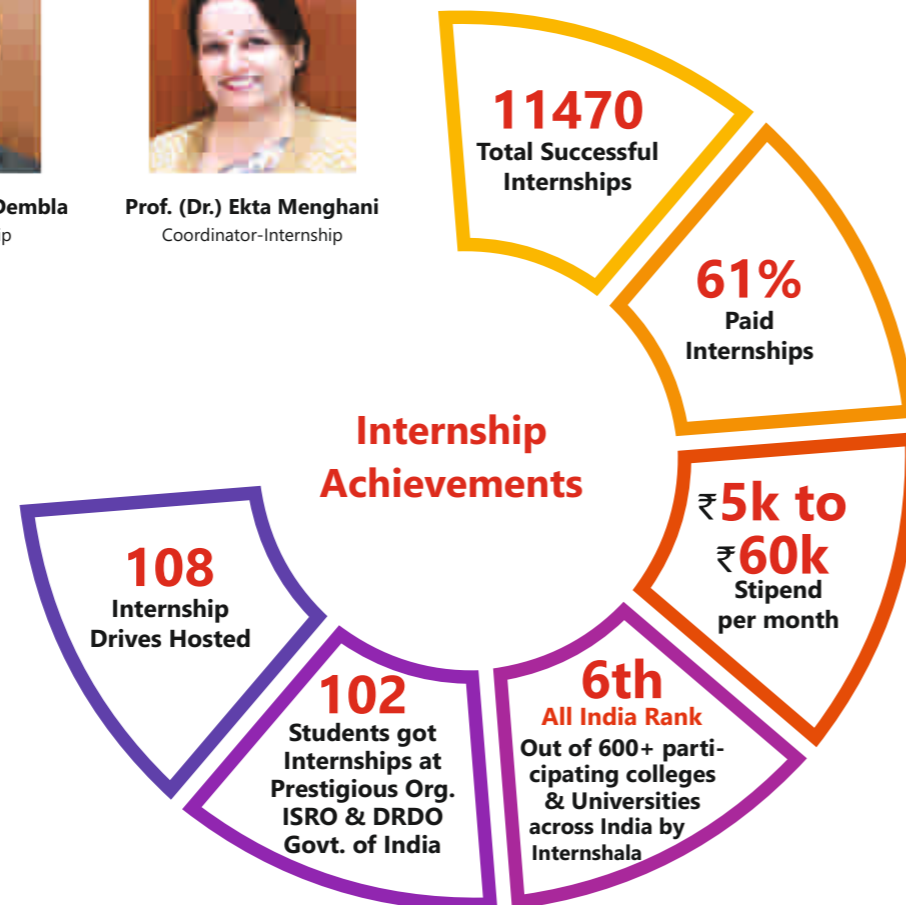 Dembla
ip
Prof. (Dr.) Ekta Menghani
Coordinator-Internship
11470
Total Successful
Internships
61%
Paid
Internships
Internship
Achievements
₹5k to
₹60k
Stipend
per month
6th
All India Rank
Out of 600+ parti-
cipating colleges
& Universities
across India by
Internshala
102
Students got
Internships at
Prestigious Org.
ISRO & DRDO
Govt. of India
108
Internship
Drives Hosted